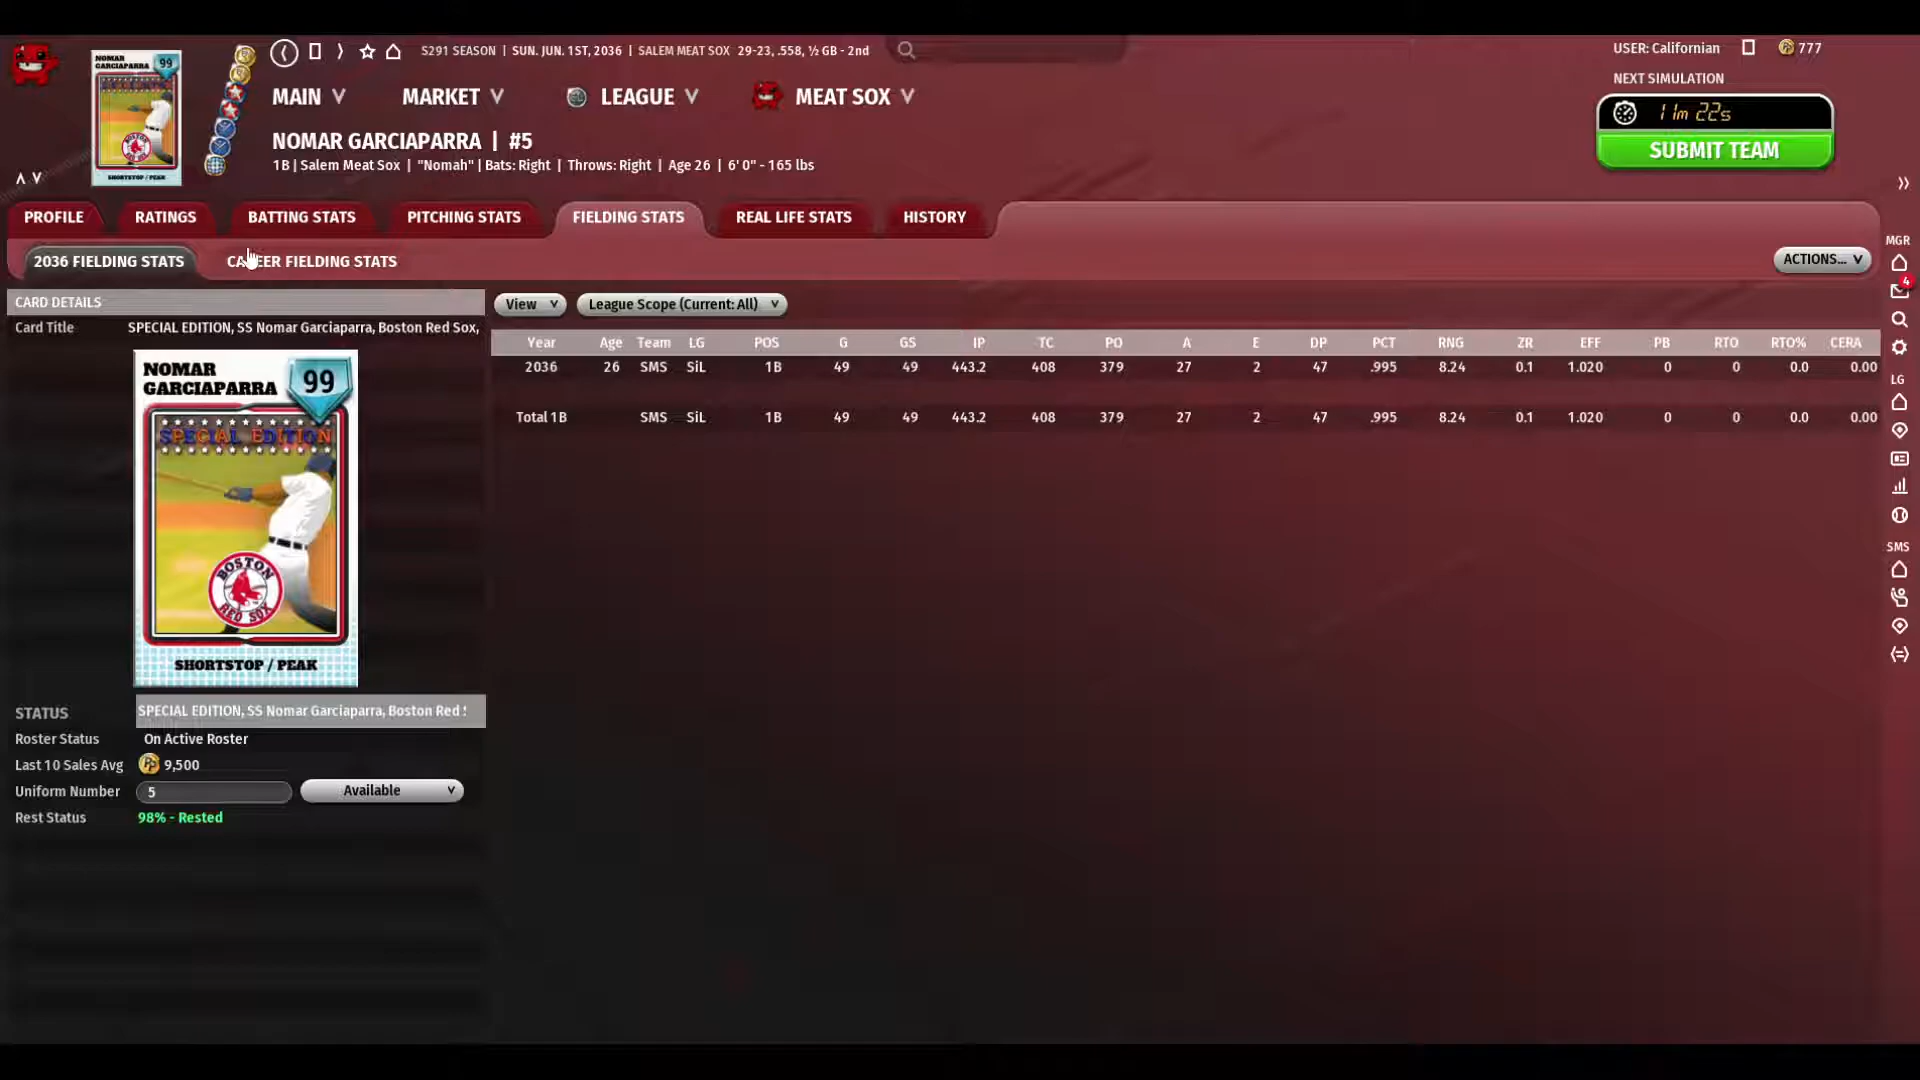 S291 SEASON | SUN. JUN. 1ST, 2036 | SALEM MEAT SOX 29-23, .558, ½ GB - 2nd
USER: Californian 777
NEXT SIMULATION
11m 22s
SUBMIT TEAM
MAIN MARKET LEAGUE MEAT SOX
NOMAR GARCIAPARRA | #5
1B | Salem Meat Sox | "Nomah" | Bats: Right | Throws: Right | Age 26 | 6' 0" - 165 lbs
NOMAR
GARCIAPARRA 99
BOSTON
RED SOX
SHORTSTOP / PEAK
PROFILE RATINGS BATTING STATS PITCHING STATS FIELDING STATS REAL LIFE STATS HISTORY
2036 FIELDING STATS CAREER FIELDING STATS
ACTIONS...
CARD DETAILS
Card Title SPECIAL EDITION, SS Nomar Garciaparra, Boston Red Sox,
NOMAR
GARCIAPARRA
99
SPECIAL EDITION
BOSTON
RED SOX
SHORTSTOP / PEAK
STATUS SPECIAL EDITION, SS Nomar Garciaparra, Boston Red
Roster Status On Active Roster
Last 10 Sales Avg PP 9,500
Uniform Number 5 Available
Rest Status 98% - Rested
View League Scope (Current: All)
Year Age Team LG POS G GS IP TC PO A E DP PCT RNG ZR EFF PB RTO RTO% CERA
2036 26 SMS SiL 1B 49 49 443.2 408 379 27 2 47 .995 8.24 0.1 1.020 0 0 0.0 0.00
Total 1B SMS SiL 1B 49 49 443.2 408 379 27 2 47 .995 8.24 0.1 1.020 0 0 0.0 0.00
MGR
4
LG
SMS